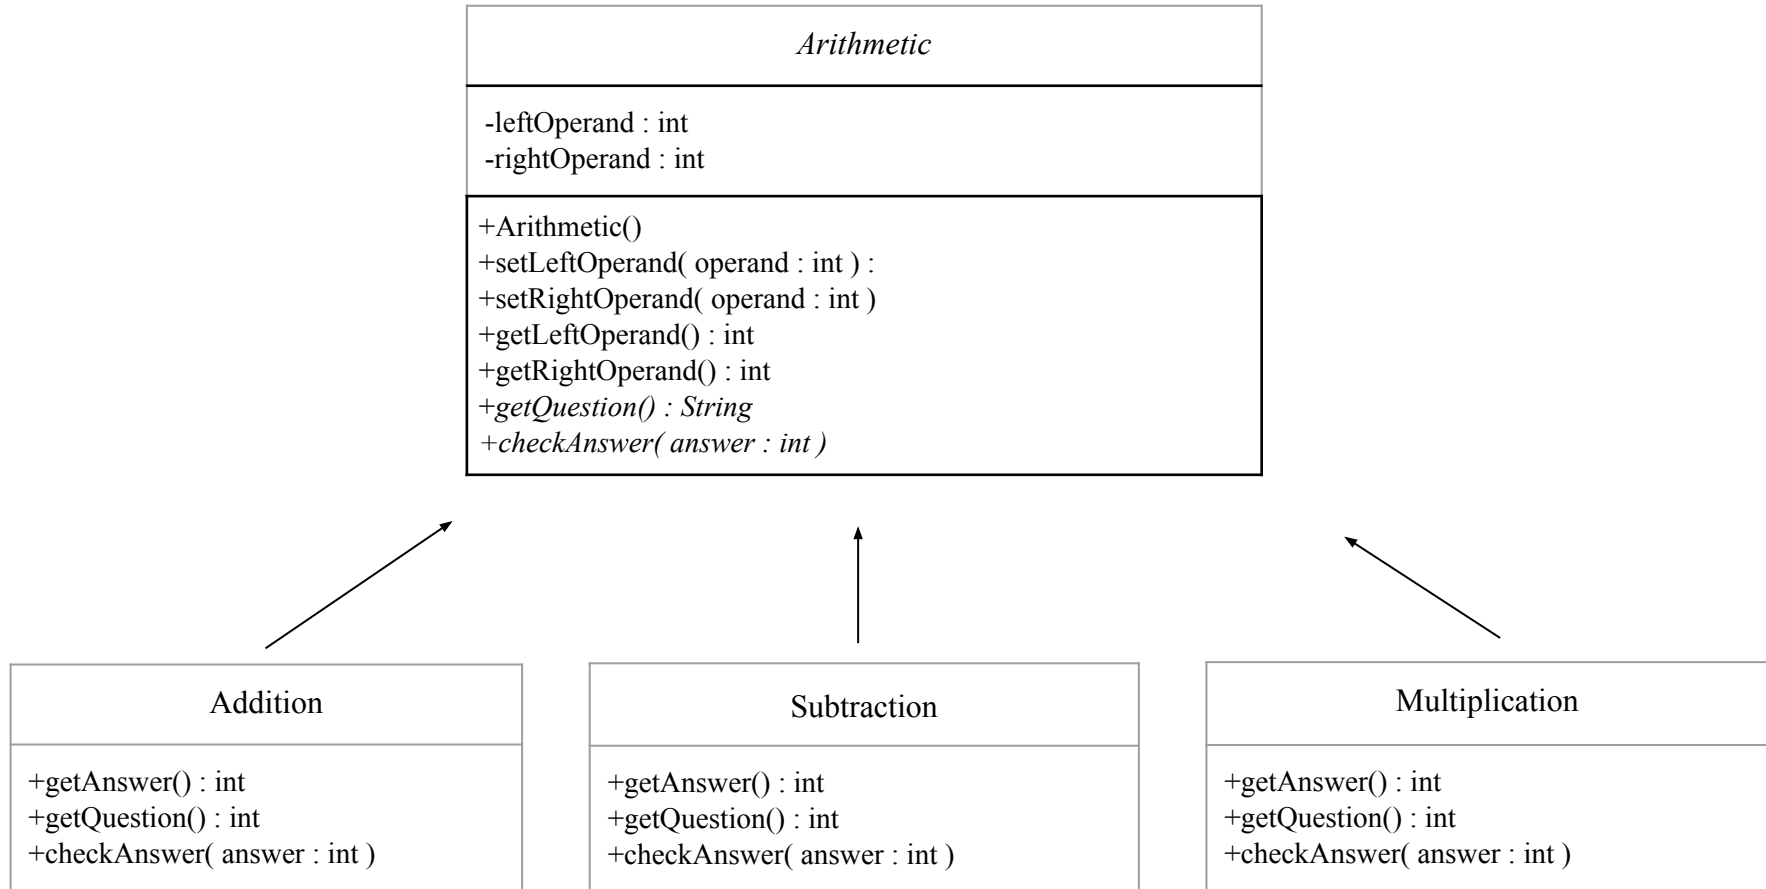 Arithmetic
-leftOperand : int
-rightOperand : int
+Arithmetic()
+setLeftOperand( operand : int ) :
+setRightOperand( operand : int )
+getLeftOperand() : int
+getRightOperand() : int
+getQuestion() : String
+checkAnswer( answer : int )
Addition
+getAnswer() : int
+getQuestion() : int
+checkAnswer( answer : int )
Subtraction
+getAnswer() : int
+getQuestion() : int
+checkAnswer( answer : int )
Multiplication
+getAnswer() : int
+getQuestion() : int
+checkAnswer( answer : int )